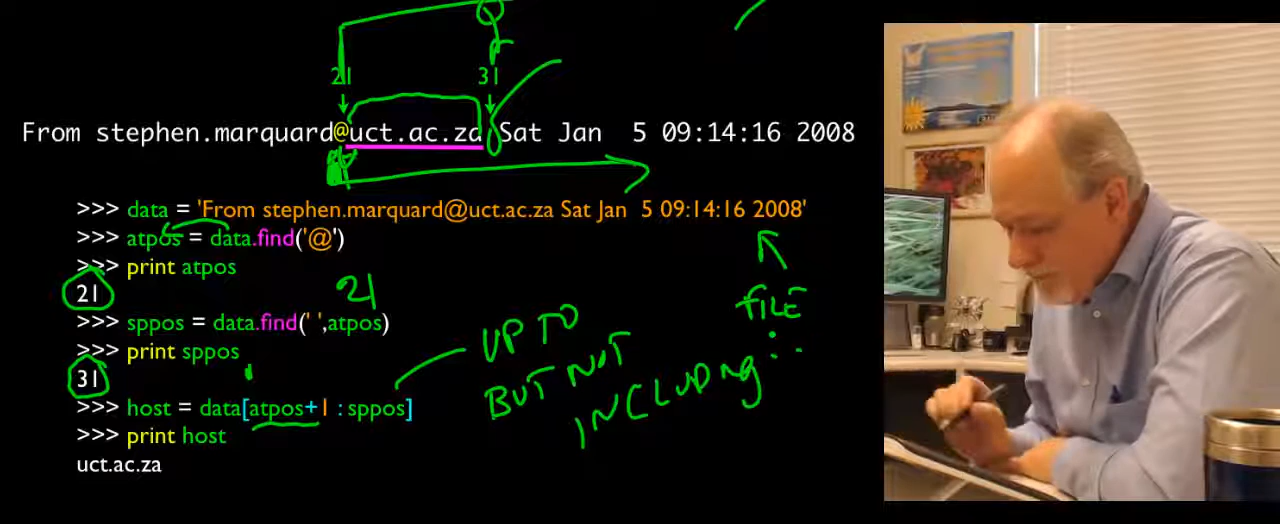 21 31
From stephen.marquard@uct.ac.za Sat Jan  5 09:14:16 2008
>>> data = 'From stephen.marquard@uct.ac.za Sat Jan  5 09:14:16 2008'
>>> atpos = data.find('@')
>>> print atpos
21
21
>>> sppos = data.find(' ',atpos)
>>> print sppos
31
>>> host = data[atpos+1 : sppos]
>>> print host
uct.ac.za
UP TO
BUT NOT
INCLUDING
FILE